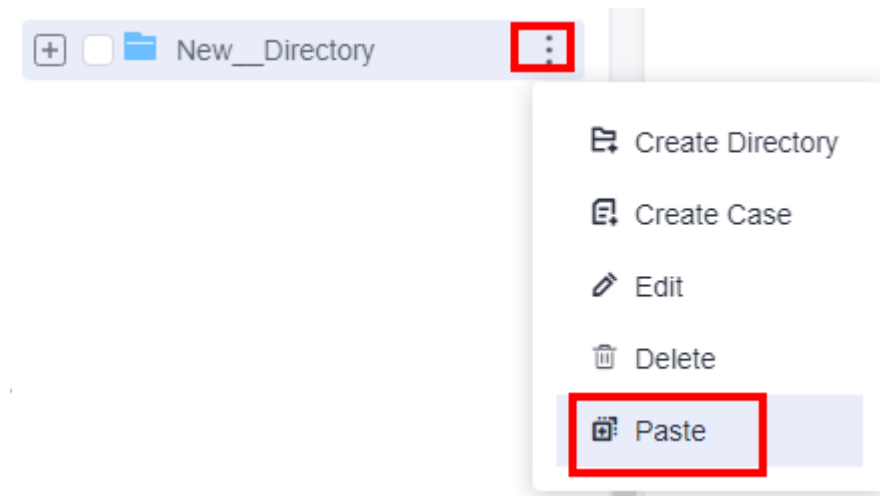 New__Directory
Create Directory
Create Case
Edit
Delete
Paste